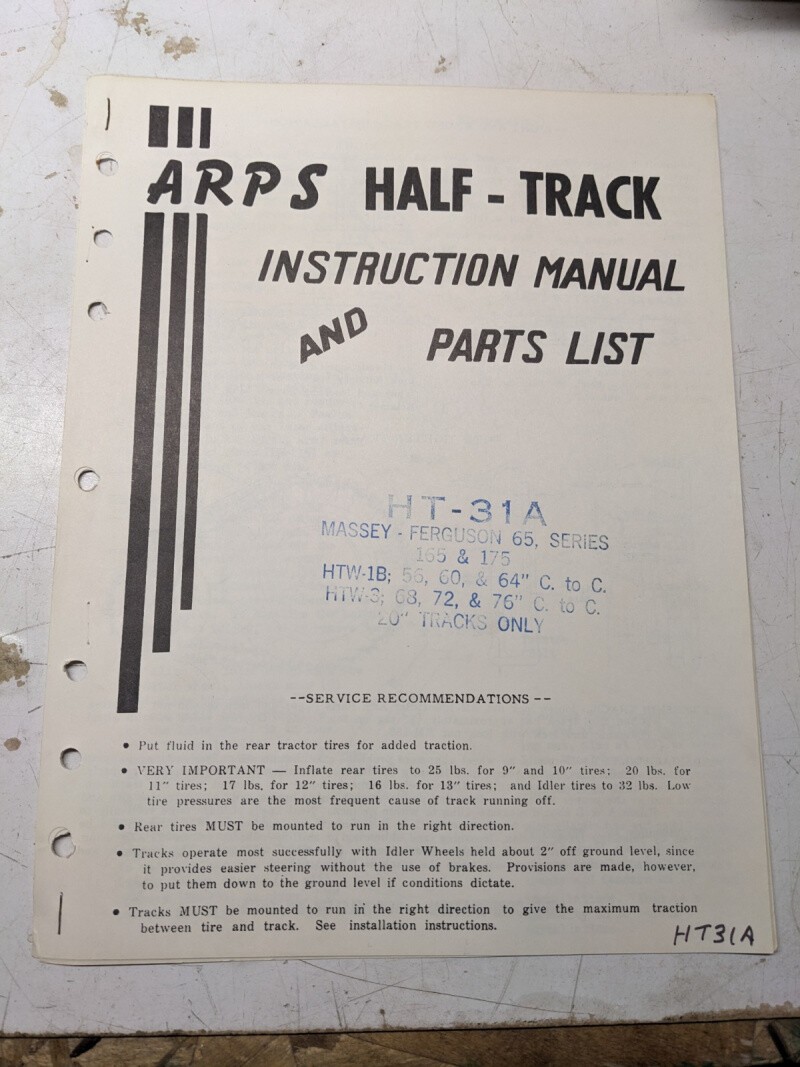 ARPS HALF - TRACK
INSTRUCTION MANUAL
AND PARTS LIST
HT-31A
MASSEY - FERGUSON 65, SERIES
165 & 175
HTW-1B; 56, 60, & 64" C. to C.
HTW-3; 68, 72, & 76" C. to C.
20" TRACKS ONLY
--SERVICE RECOMMENDATIONS--
• Put fluid in the rear tractor tires for added traction.
• VERY IMPORTANT — Inflate rear tires to 25 lbs. for 9" and 10" tires; 20 lbs. for
11" tires; 17 lbs. for 12" tires; 16 lbs. for 13" tires; and Idler tires to 32 lbs. Low
tire pressures are the most frequent cause of track running off.
• Rear tires MUST be mounted to run in the right direction.
• Tracks operate most successfully with Idler Wheels held about 2" off ground level, since
it provides easier steering without the use of brakes. Provisions are made, however,
to put them down to the ground level if conditions dictate.
• Tracks MUST be mounted to run in the right direction to give the maximum traction
between tire and track. See installation instructions.
HT31A